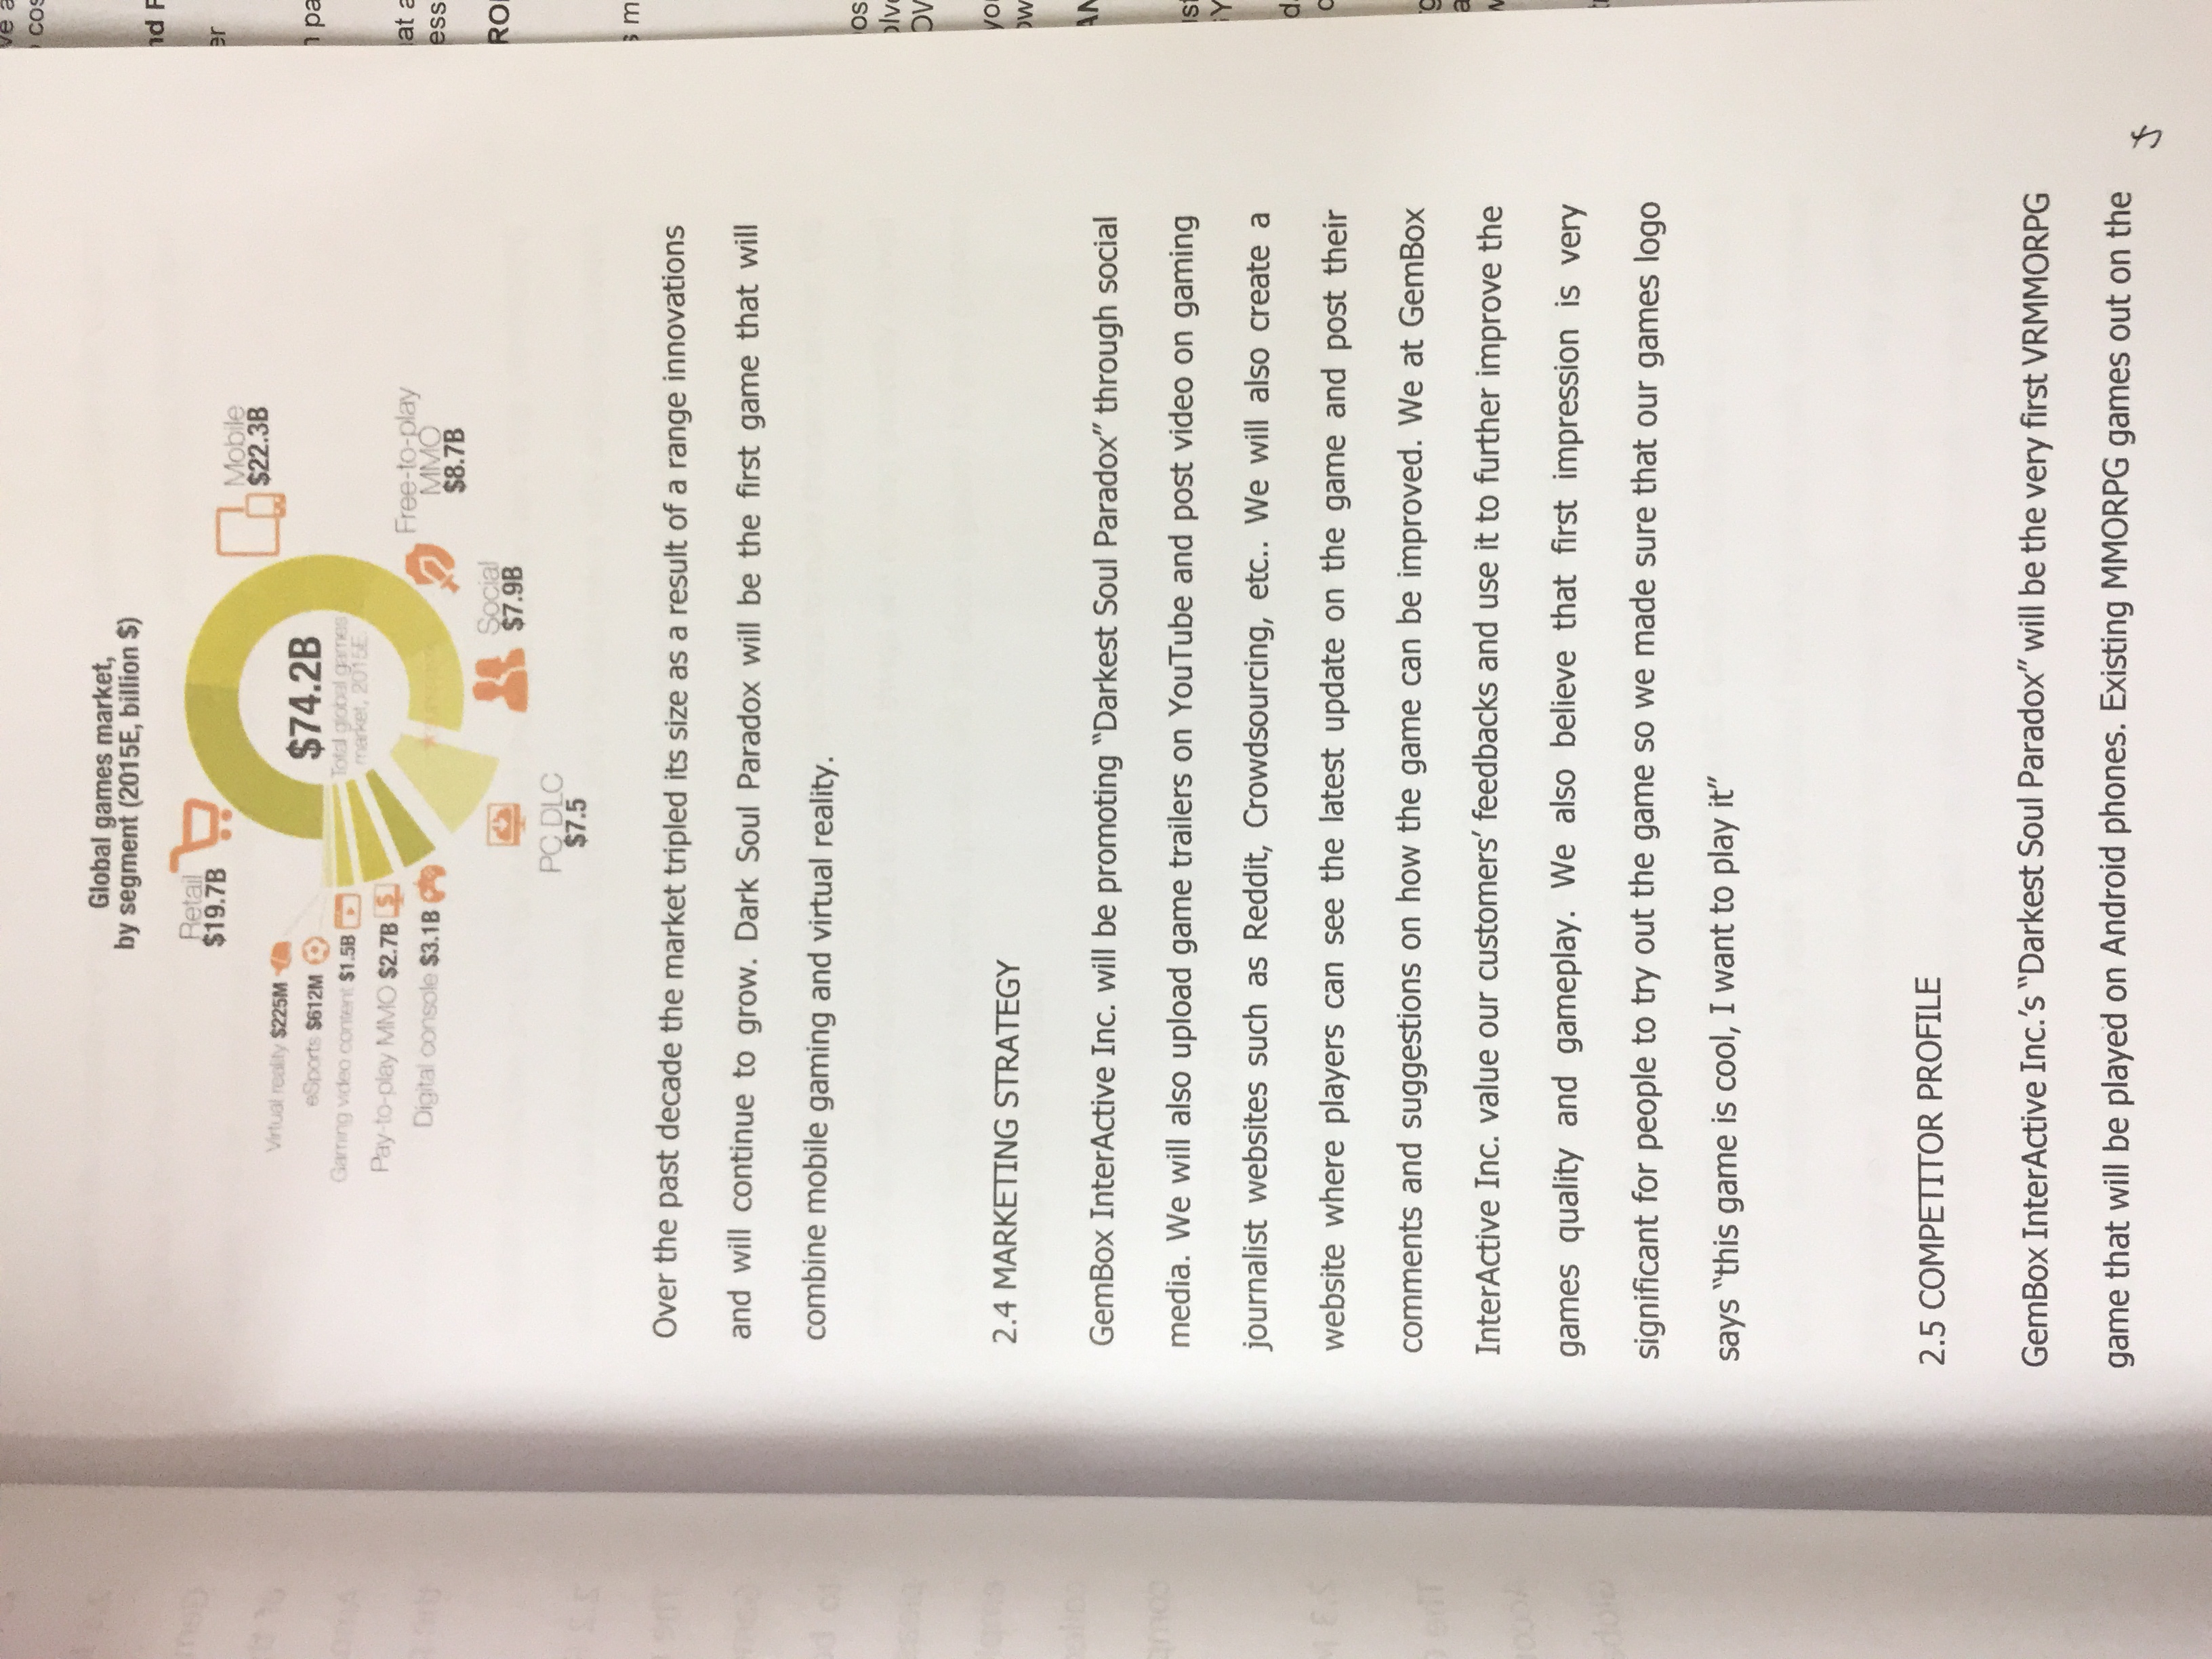 Global games market,
by segment (2015E, billion $)
Retail
$19.7B
Mobile
$22.3B
Virtual reality $225M
eSports $612M
Gaming video content $1.5B
Pay-to-play MMO $2.7B
Digital console $3.1B
$74.2B
Total global games
market, 2015E
Free-to-play
MMO
$8.7B
Social
$7.9B
PC DLC
$7.5
Over the past decade the market tripled its size as a result of a range innovations
and will continue to grow. Dark Soul Paradox will be the first game that will
combine mobile gaming and virtual reality.
2.4 MARKETING STRATEGY
GemBox InterActive Inc. will be promoting “Darkest Soul Paradox” through social
media. We will also upload game trailers on YouTube and post video on gaming
journalist websites such as Reddit, Crowdsourcing, etc.. We will also create a
website where players can see the latest update on the game and post their
comments and suggestions on how the game can be improved. We at GemBox
InterActive Inc. value our customers’ feedbacks and use it to further improve the
games quality and gameplay. We also believe that first impression is very
significant for people to try out the game so we made sure that our games logo
says “this game is cool, I want to play it”
2.5 COMPETITOR PROFILE
GemBox InterActive Inc.’s “Darkest Soul Paradox” will be the very first VRMMORPG
game that will be played on Android phones. Existing MMORPG games out on the